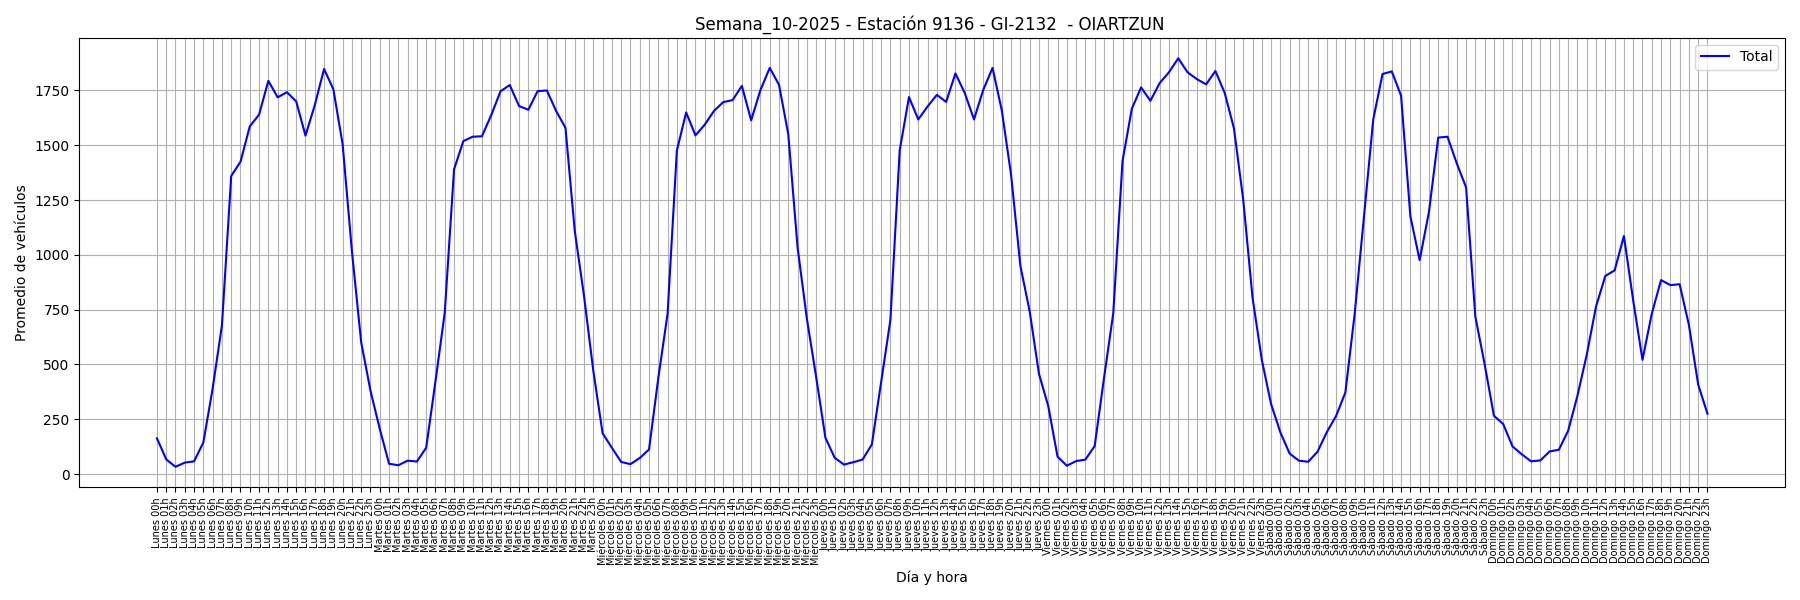 Semana_10-2025 - Estación 9136 - GI-2132 - OIARTZUN
Total
Promedio de vehículos
1750
1500
1250
1000
750
500
250
0
Lunes 00h
Lunes 01h
Lunes 02h
Lunes 03h
Lunes 04h
Lunes 05h
Lunes 06h
Lunes 07h
Lunes 08h
Lunes 09h
Lunes 10h
Lunes 11h
Lunes 12h
Lunes 13h
Lunes 14h
Lunes 15h
Lunes 16h
Lunes 17h
Lunes 18h
Lunes 19h
Lunes 20h
Lunes 21h
Lunes 22h
Lunes 23h
Martes 00h
Martes 01h
Martes 02h
Martes 03h
Martes 04h
Martes 05h
Martes 06h
Martes 07h
Martes 08h
Martes 09h
Martes 10h
Martes 11h
Martes 12h
Martes 13h
Martes 14h
Martes 15h
Martes 16h
Martes 17h
Martes 18h
Martes 19h
Martes 20h
Martes 21h
Martes 22h
Martes 23h
Miércoles 00h
Miércoles 01h
Miércoles 02h
Miércoles 03h
Miércoles 04h
Miércoles 05h
Miércoles 06h
Miércoles 07h
Miércoles 08h
Miércoles 09h
Miércoles 10h
Miércoles 11h
Miércoles 12h
Miércoles 13h
Miércoles 14h
Miércoles 15h
Miércoles 16h
Miércoles 17h
Miércoles 18h
Miércoles 19h
Miércoles 20h
Miércoles 21h
Miércoles 22h
Miércoles 23h
Jueves 00h
Jueves 01h
Jueves 02h
Jueves 03h
Jueves 04h
Jueves 05h
Jueves 06h
Jueves 07h
Jueves 08h
Jueves 09h
Jueves 10h
Jueves 11h
Jueves 12h
Jueves 13h
Jueves 14h
Jueves 15h
Jueves 16h
Jueves 17h
Jueves 18h
Jueves 19h
Jueves 20h
Jueves 21h
Jueves 22h
Jueves 23h
Viernes 00h
Viernes 01h
Viernes 02h
Viernes 03h
Viernes 04h
Viernes 05h
Viernes 06h
Viernes 07h
Viernes 08h
Viernes 09h
Viernes 10h
Viernes 11h
Viernes 12h
Viernes 13h
Viernes 14h
Viernes 15h
Viernes 16h
Viernes 17h
Viernes 18h
Viernes 19h
Viernes 20h
Viernes 21h
Viernes 22h
Viernes 23h
Sábado 00h
Sábado 01h
Sábado 02h
Sábado 03h
Sábado 04h
Sábado 05h
Sábado 06h
Sábado 07h
Sábado 08h
Sábado 09h
Sábado 10h
Sábado 11h
Sábado 12h
Sábado 13h
Sábado 14h
Sábado 15h
Sábado 16h
Sábado 17h
Sábado 18h
Sábado 19h
Sábado 20h
Sábado 21h
Sábado 22h
Sábado 23h
Domingo 00h
Domingo 01h
Domingo 02h
Domingo 03h
Domingo 04h
Domingo 05h
Domingo 06h
Domingo 07h
Domingo 08h
Domingo 09h
Domingo 10h
Domingo 11h
Domingo 12h
Domingo 13h
Domingo 14h
Domingo 15h
Domingo 16h
Domingo 17h
Domingo 18h
Domingo 19h
Domingo 20h
Domingo 21h
Domingo 22h
Domingo 23h
Día y hora